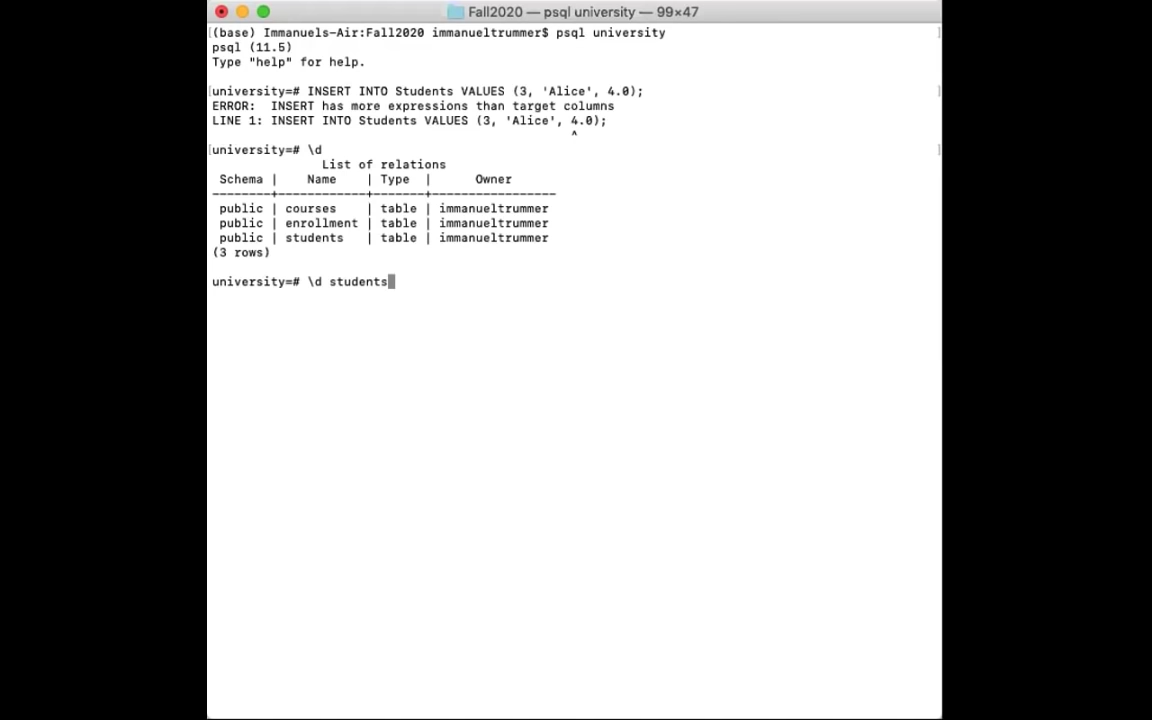 Fall2020 — psql university — 99×47
(base) Immanuels-Air:Fall2020 immanueltrummer$ psql university
psql (11.5)
Type "help" for help.
university=# INSERT INTO Students VALUES (3, 'Alice', 4.0);
ERROR:  INSERT has more expressions than target columns
LINE 1: INSERT INTO Students VALUES (3, 'Alice', 4.0);
                                                 ^
university=# \d
               List of relations
 Schema |    Name    | Type  |      Owner
--------+------------+-------+-----------------
 public | courses    | table | immanueltrummer
 public | enrollment | table | immanueltrummer
 public | students   | table | immanueltrummer
(3 rows)
university=# \d students